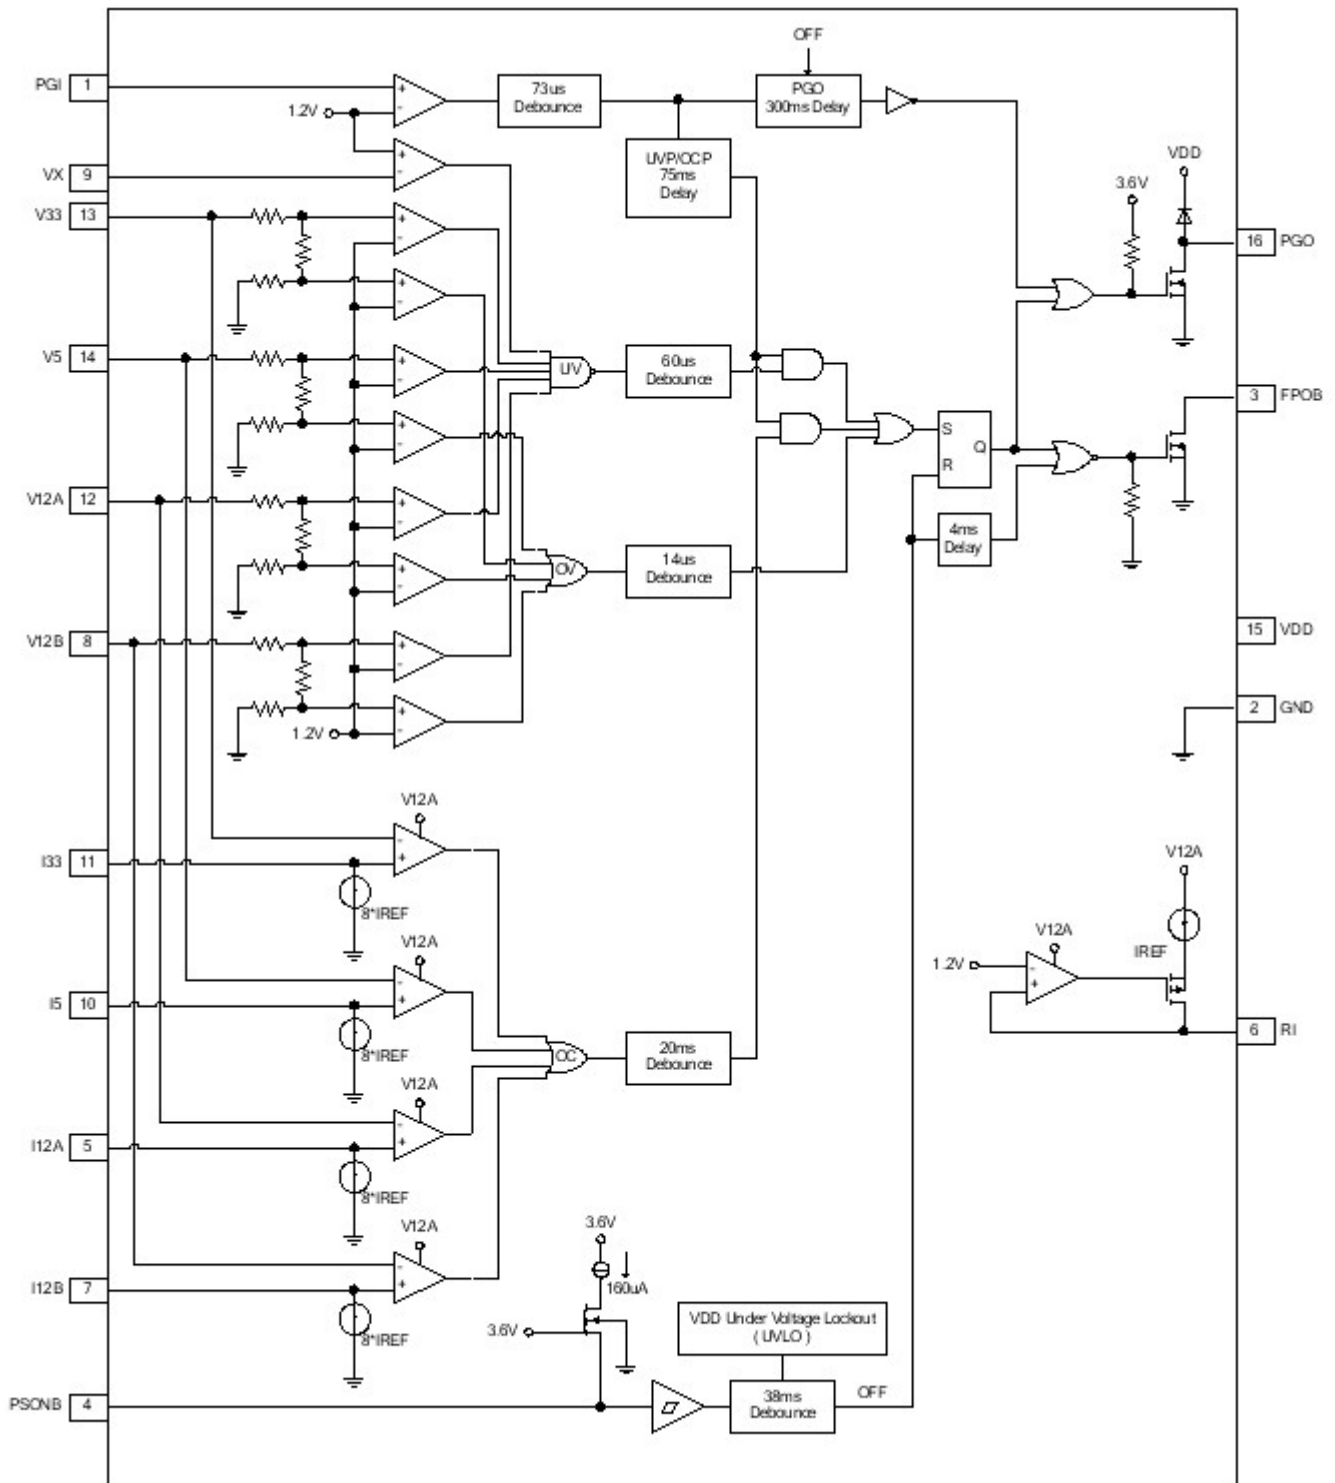 OFF
PGI 1
+
-
1.2V
73us
Debounce
PGO
300ms Delay
+
-
VX 9
UVP/OCP
75ms
Delay
VDD
3.6V
V33 13
+
-
16 PGO
+
-
V5 14
+
-
UV
60us
Debounce
3 FPOB
+
-
S
Q
R
V12A 12
+
-
4ms
Delay
+
-
OV
14us
Debounce
V12B 8
+
-
15 VDD
+
-
1.2V
2 GND
V12A
-
+
I33 11
8*IREF
V12A
V12A
-
+
I5 10
8*IREF
V12A
1.2V
-
+
IREF
6 RI
OC
20ms
Debounce
V12A
-
+
I12A 5
8*IREF
V12A
-
+
I12B 7
8*IREF
3.6V
160uA
3.6V
VDD Under Voltage Lockout
( UVLO )
PSONB 4
38ms
Debounce
OFF